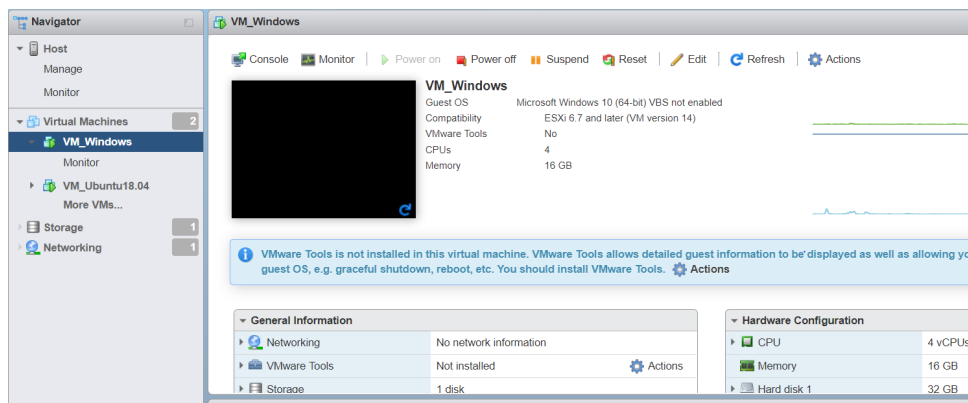 Navigator
Host
Manage
Monitor
Virtual Machines 2
VM_Windows
Monitor
VM_Ubuntu18.04
More VMs...
Storage 1
Networking 1
VM_Windows
Console Monitor Power on Power off Suspend Reset Edit Refresh Actions
VM_Windows
Guest OS Microsoft Windows 10 (64-bit) VBS not enabled
Compatibility ESXi 6.7 and later (VM version 14)
VMware Tools No
CPUs 4
Memory 16 GB
VMware Tools is not installed in this virtual machine. VMware Tools allows detailed guest information to be displayed as well as allowing yo
guest OS, e.g. graceful shutdown, reboot, etc. You should install VMware Tools. Actions
General Information
Networking No network information
VMware Tools Not installed Actions
Storage 1 disk
Hardware Configuration
CPU 4 vCPUs
Memory 16 GB
Hard disk 1 32 GB